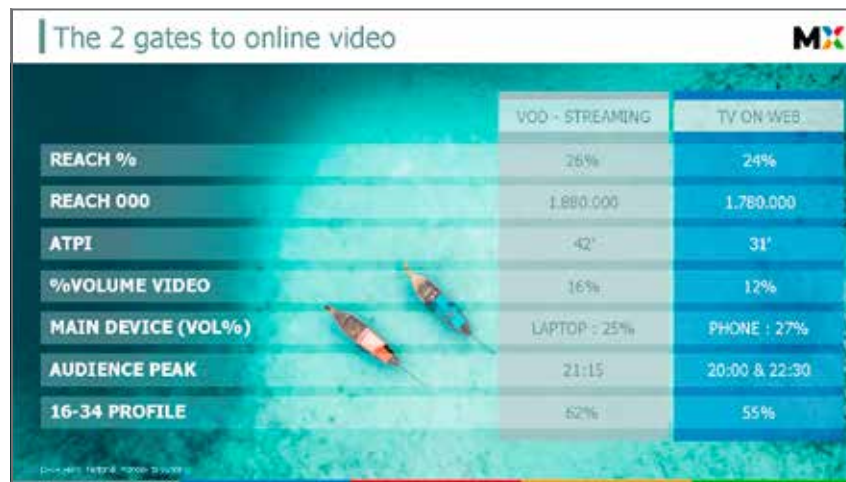 The 2 gates to online video
MX
VOD - STREAMING TV ON WEB
REACH % 26% 24%
REACH 000 1.880.000 1.780.000
ATPI 42' 31'
%VOLUME VIDEO 16% 12%
MAIN DEVICE (VOL%) LAPTOP : 25% PHONE : 27%
AUDIENCE PEAK 21:15 20:00 & 22:30
16-34 PROFILE 62% 55%